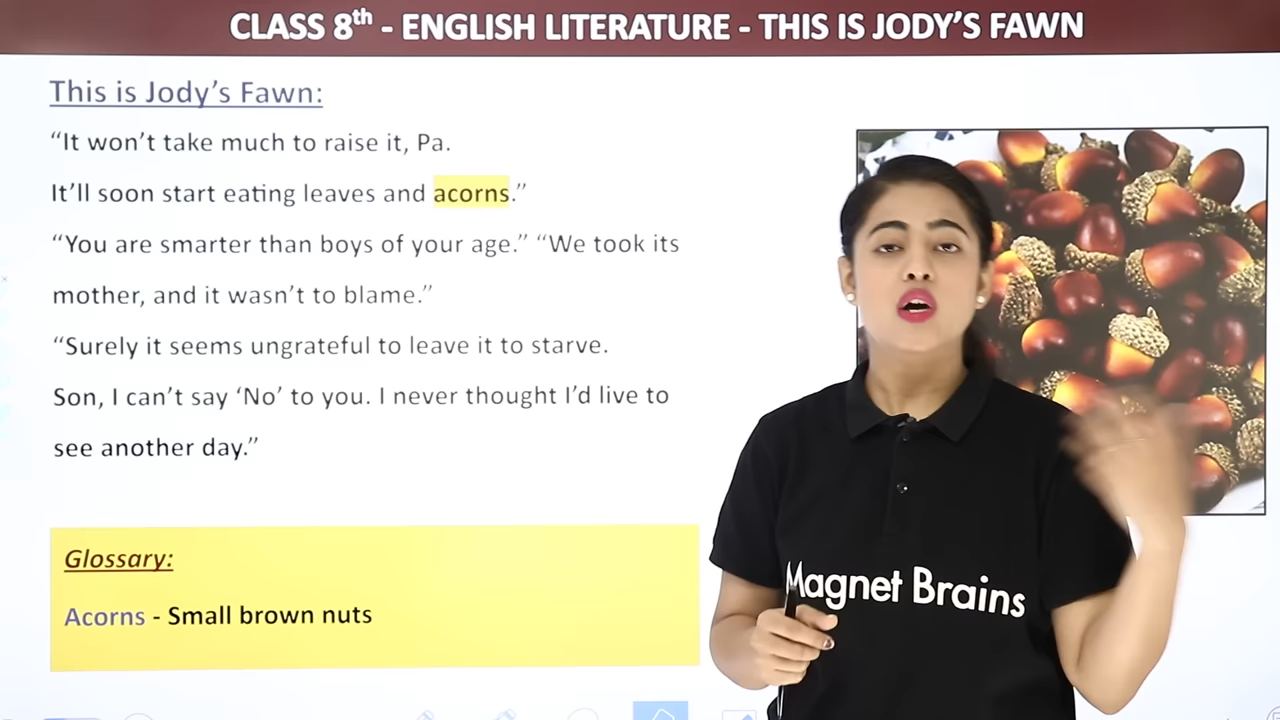 CLASS 8th - ENGLISH LITERATURE - THIS IS JODY'S FAWN
This is Jody's Fawn:
“It won't take much to raise it, Pa.
It'll soon start eating leaves and acorns.”
“You are smarter than boys of your age.” “We took its
mother, and it wasn't to blame.”
“Surely it seems ungrateful to leave it to starve.
Son, I can't say ‘No’ to you. I never thought I'd live to
see another day.”
Glossary:
Acorns - Small brown nuts
Magnet Brains